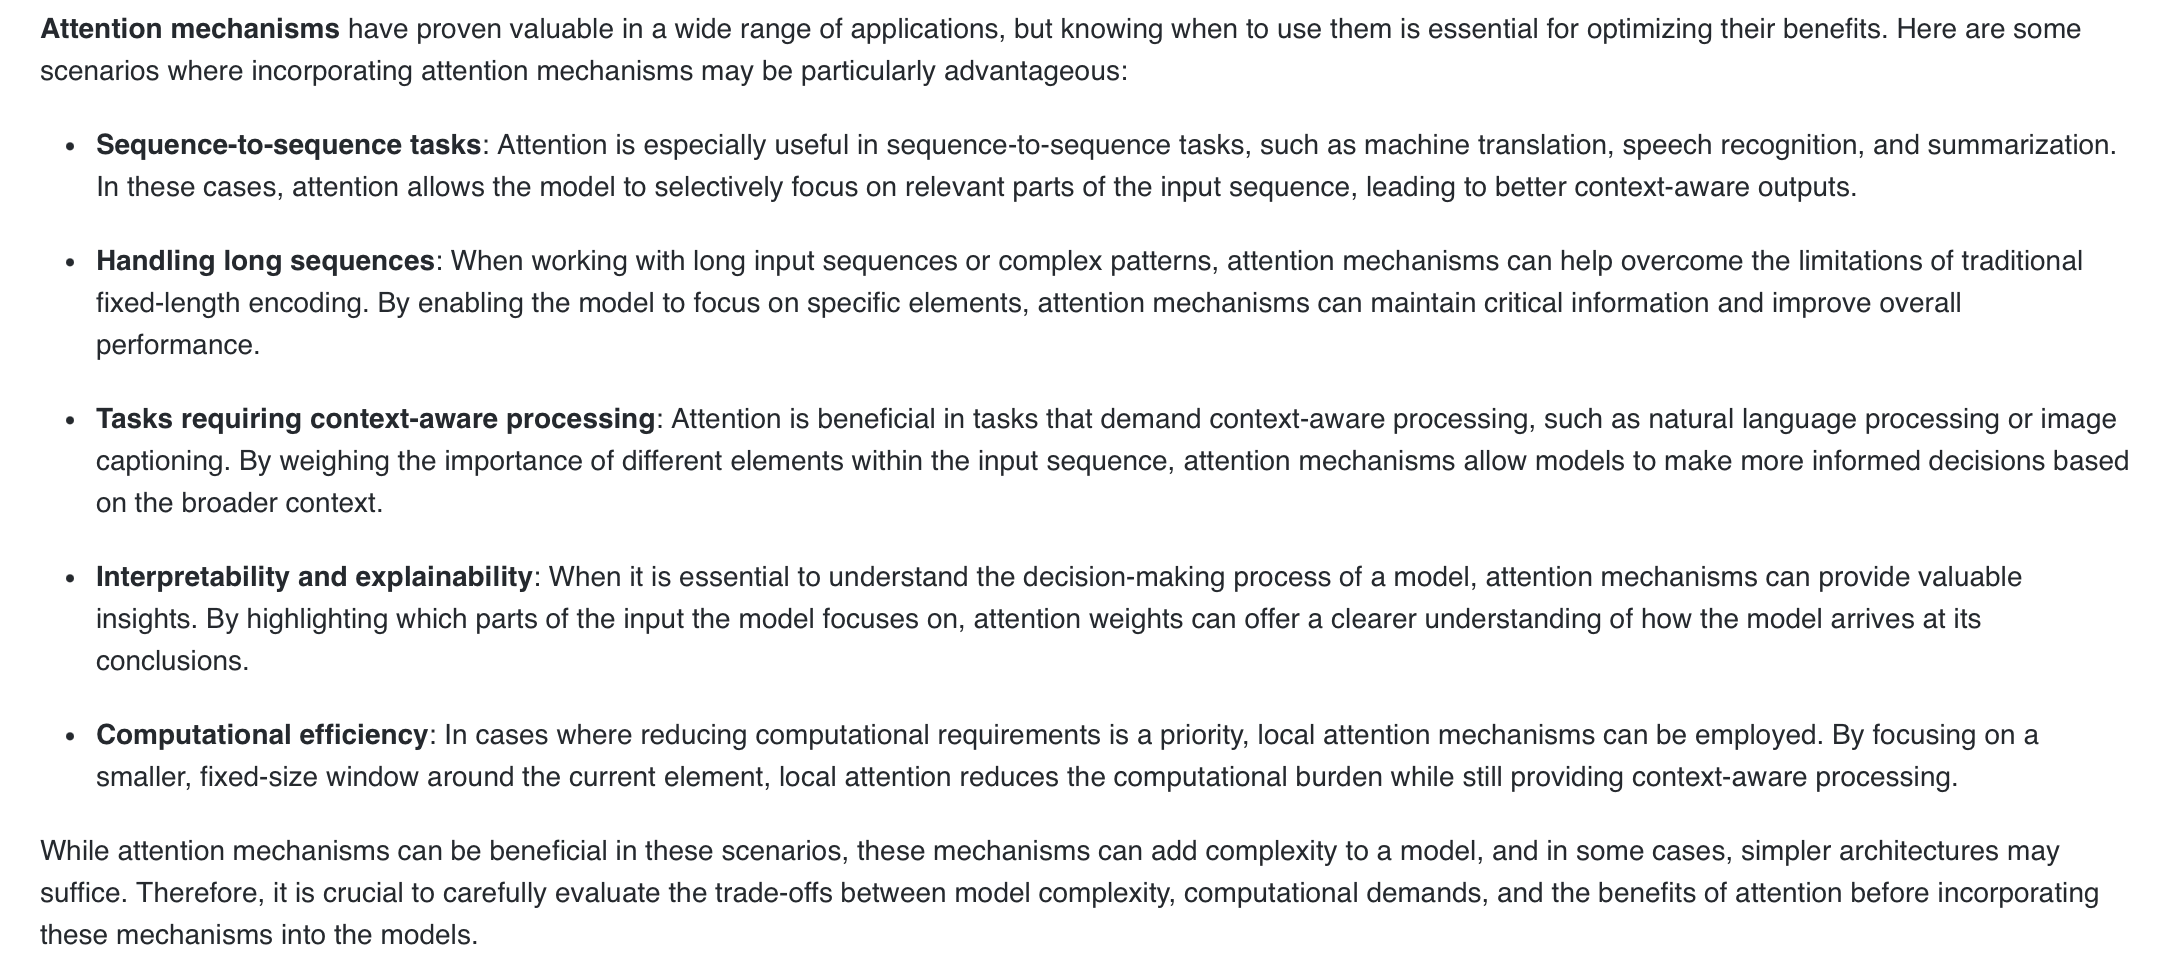 Attention mechanisms have proven valuable in a wide range of applications, but knowing when to use them is essential for optimizing their benefits. Here are some
scenarios where incorporating attention mechanisms may be particularly advantageous:
• Sequence-to-sequence tasks: Attention is especially useful in sequence-to-sequence tasks, such as machine translation, speech recognition, and summarization.
In these cases, attention allows the model to selectively focus on relevant parts of the input sequence, leading to better context-aware outputs.
• Handling long sequences: When working with long input sequences or complex patterns, attention mechanisms can help overcome the limitations of traditional
fixed-length encoding. By enabling the model to focus on specific elements, attention mechanisms can maintain critical information and improve overall
performance.
• Tasks requiring context-aware processing: Attention is beneficial in tasks that demand context-aware processing, such as natural language processing or image
captioning. By weighing the importance of different elements within the input sequence, attention mechanisms allow models to make more informed decisions based
on the broader context.
• Interpretability and explainability: When it is essential to understand the decision-making process of a model, attention mechanisms can provide valuable
insights. By highlighting which parts of the input the model focuses on, attention weights can offer a clearer understanding of how the model arrives at its
conclusions.
• Computational efficiency: In cases where reducing computational requirements is a priority, local attention mechanisms can be employed. By focusing on a
smaller, fixed-size window around the current element, local attention reduces the computational burden while still providing context-aware processing.
While attention mechanisms can be beneficial in these scenarios, these mechanisms can add complexity to a model, and in some cases, simpler architectures may
suffice. Therefore, it is crucial to carefully evaluate the trade-offs between model complexity, computational demands, and the benefits of attention before incorporating
these mechanisms into the models.